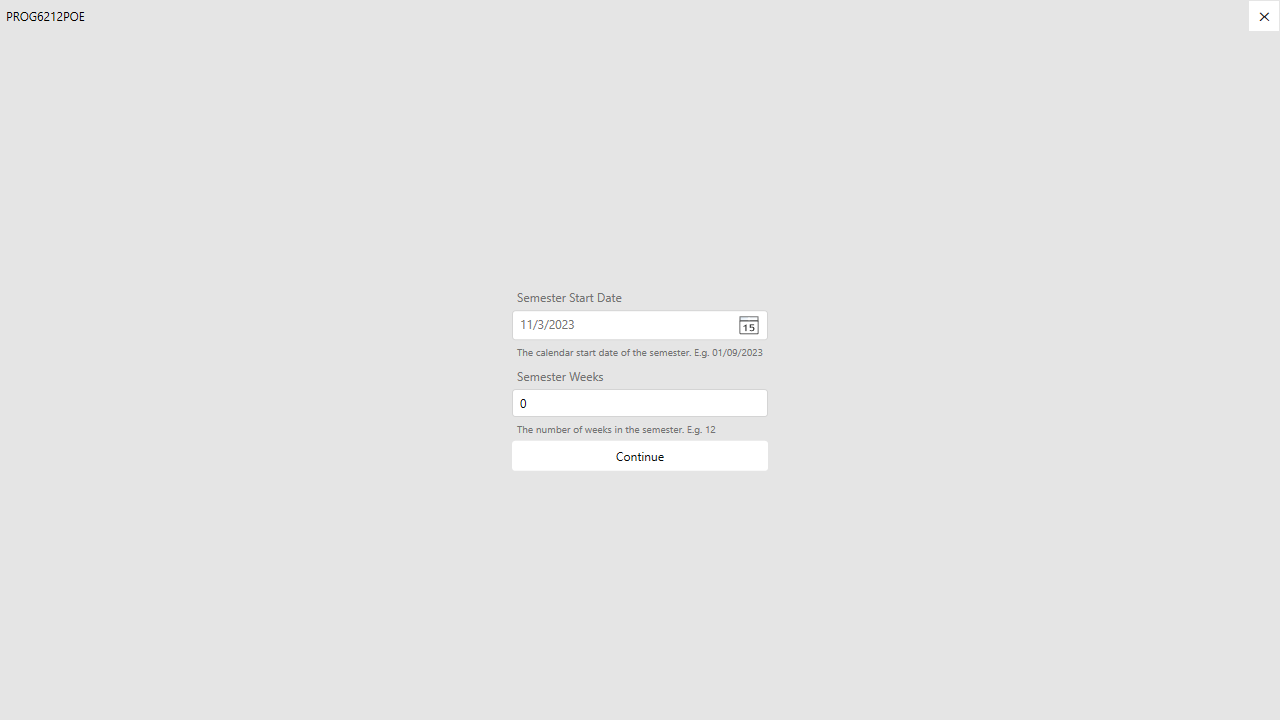 PROG6212POE
Semester Start Date
11/3/2023
15
The calendar start date of the semester. E.g. 01/09/2023
Semester Weeks
0
The number of weeks in the semester. E.g. 12
Continue